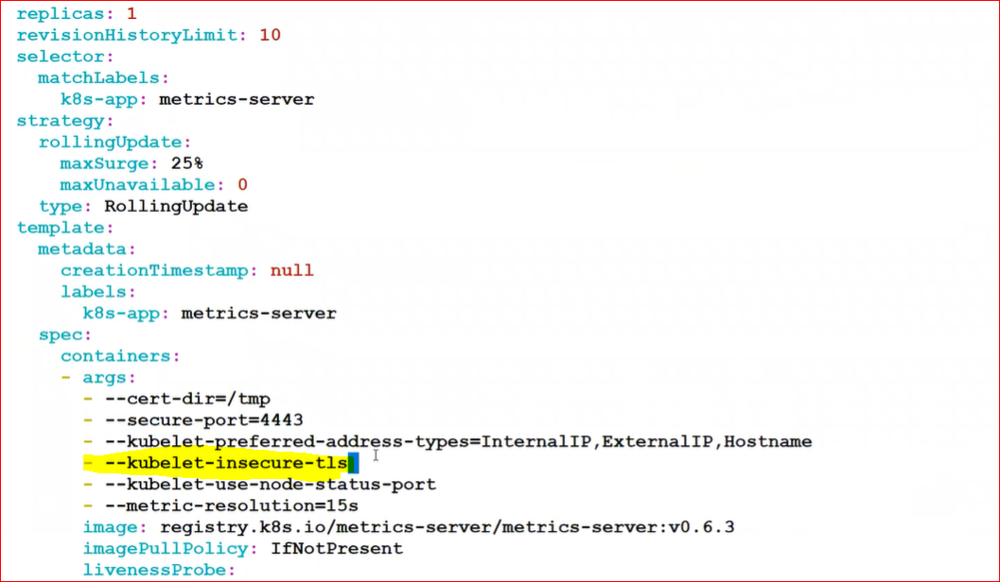 replicas: 1
revisionHistoryLimit: 10
selector:
  matchLabels:
    k8s-app: metrics-server
strategy:
  rollingUpdate:
    maxSurge: 25%
    maxUnavailable: 0
  type: RollingUpdate
template:
  metadata:
    creationTimestamp: null
    labels:
      k8s-app: metrics-server
  spec:
    containers:
    - args:
      - --cert-dir=/tmp
      - --secure-port=4443
      - --kubelet-preferred-address-types=InternalIP,ExternalIP,Hostname
      - --kubelet-insecure-tls
      - --kubelet-use-node-status-port
      - --metric-resolution=15s
      image: registry.k8s.io/metrics-server/metrics-server:v0.6.3
      imagePullPolicy: IfNotPresent
      livenessProbe: